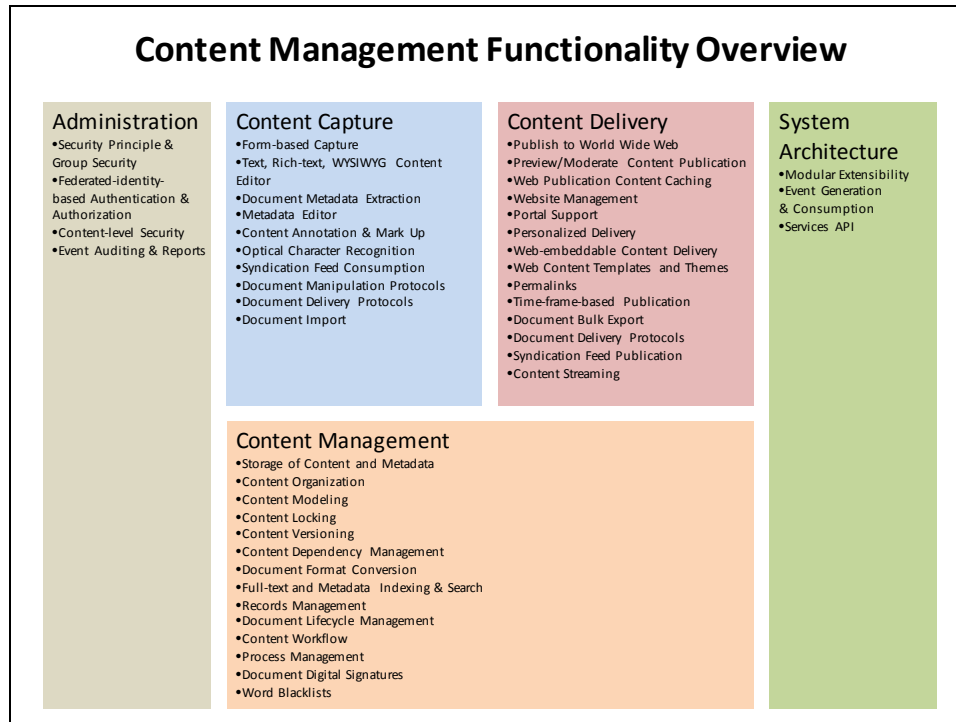 Content Management Functionality Overview
Administration
•Security Principle &
Group Security
•Federated-identity-
based Authentication &
Authorization
•Content-level Security
•Event Auditing & Reports
Content Capture
•Form-based Capture
•Text, Rich-text, WYSIWYG Content
Editor
•Document Metadata Extraction
•Metadata Editor
•Content Annotation & Mark Up
•Optical Character Recognition
•Syndication Feed Consumption
•Document Manipulation Protocols
•Document Delivery Protocols
•Document Import
Content Delivery
•Publish to World Wide Web
•Preview/Moderate Content Publication
•Web Publication Content Caching
•Website Management
•Portal Support
•Personalized Delivery
•Web-embeddable Content Delivery
•Web Content Templates and Themes
•Permalinks
•Time-frame-based Publication
•Document Bulk Export
•Document Delivery Protocols
•Syndication Feed Publication
•Content Streaming
System
Architecture
•Modular Extensibility
•Event Generation
& Consumption
•Services API
Content Management
•Storage of Content and Metadata
•Content Organization
•Content Modeling
•Content Locking
•Content Versioning
•Content Dependency Management
•Document Format Conversion
•Full-text and Metadata Indexing & Search
•Records Management
•Document Lifecycle Management
•Content Workflow
•Process Management
•Document Digital Signatures
•Word Blacklists